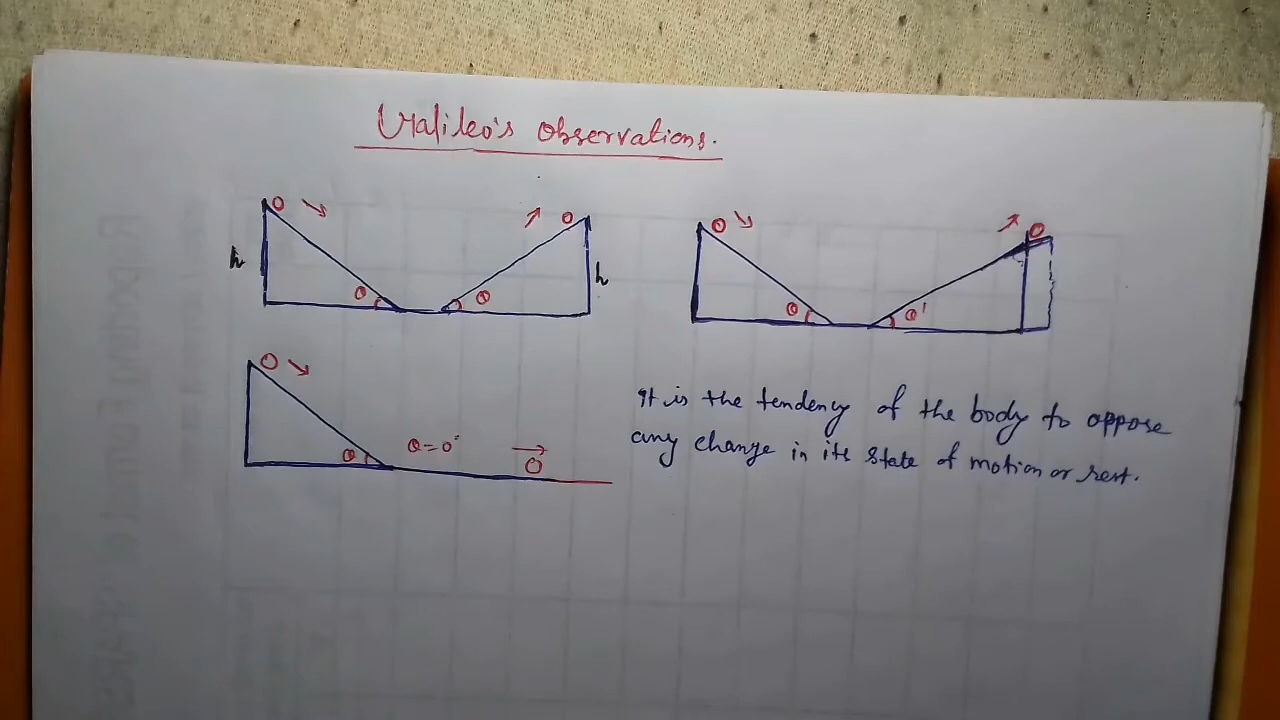 Galileo's Observations.
O ↘ ↗ O
h h
θ θ
O ↘ ↗ O
θ θ'
O ↘
θ θ=0° → O
It is the tendency of the body to oppose
any change in its state of motion or rest.